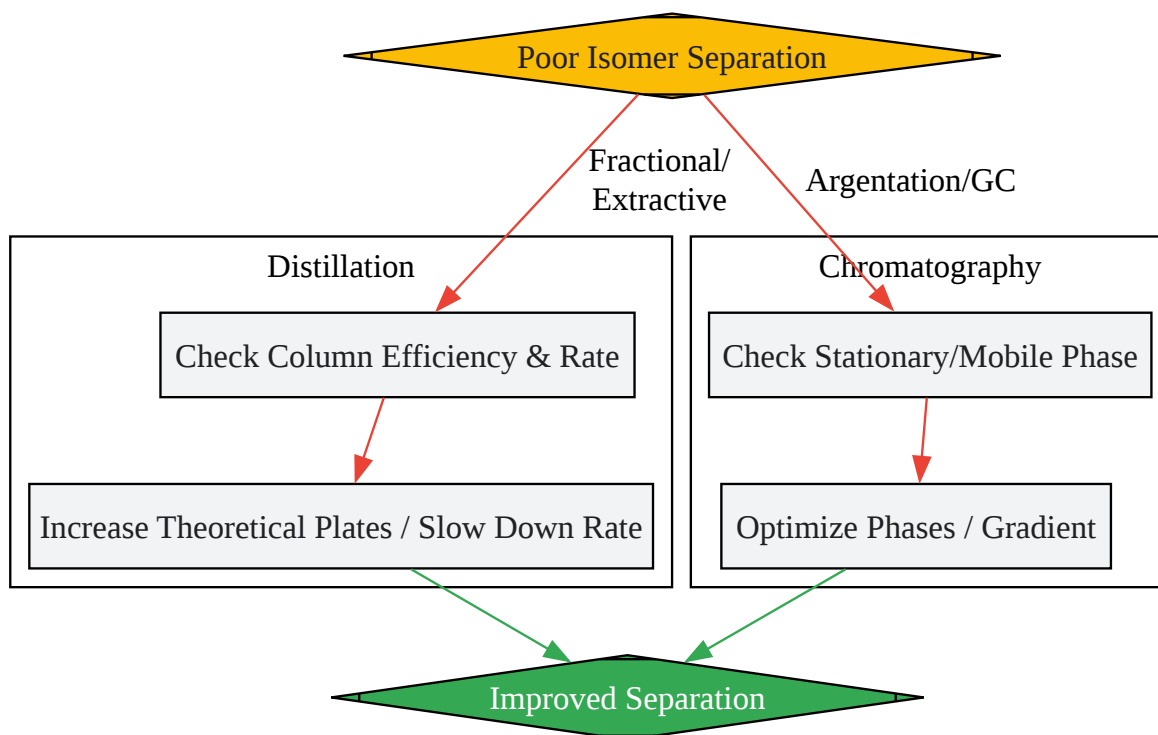 Poor Isomer Separation
Fractional/
Extractive
Argentation/GC
Distillation
Chromatography
Check Column Efficiency & Rate
Check Stationary/Mobile Phase
Increase Theoretical Plates / Slow Down Rate
Optimize Phases / Gradient
Improved Separation